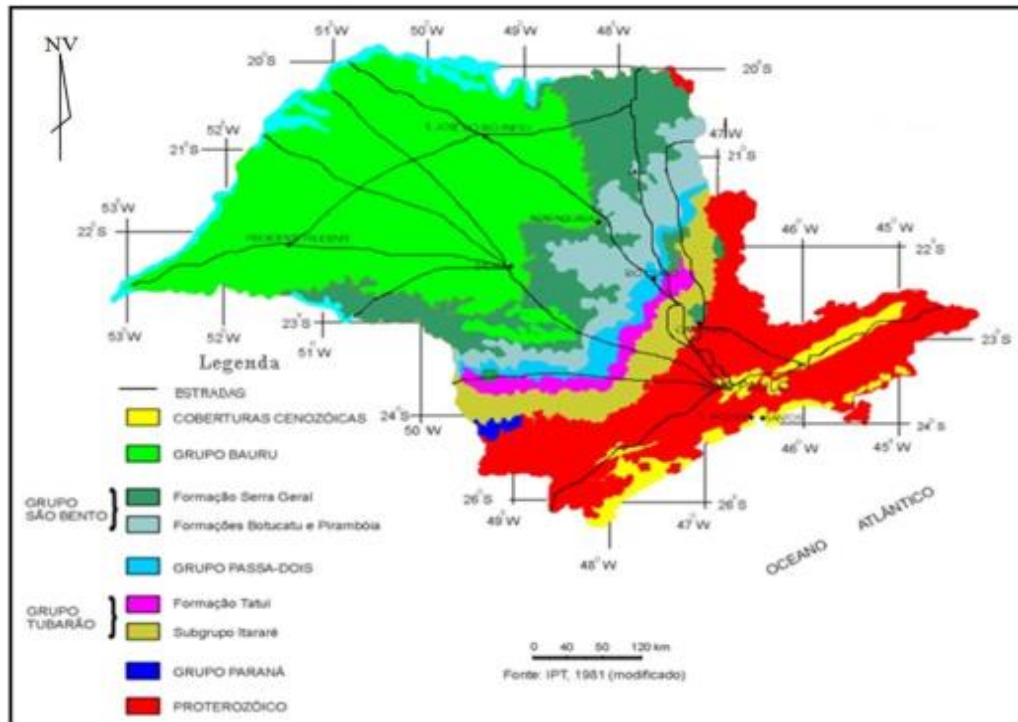 NV
51°W
50°W
49°W
48°W
20°S
20°S
52°W
21°S
47°W
21°S
53°W
22°S
46°W
45°W
22°S
53°W
52°W
23°S
51°W
23°S
24°S
50°W
46°W
45°W
24°S
26°S
49°W
48°W
47°W
26°S
OCEANO ATLÂNTICO
Legenda
ESTRADAS
COBERTURAS CENOZÓICAS
GRUPO BAURU
GRUPO SÃO BENTO
Formação Serra Geral
Formações Botucatu e Pirambóia
GRUPO PASSA-DOIS
GRUPO TUBARÃO
Formação Tatuí
Subgrupo Itararé
GRUPO PARANÁ
PROTEROZÓICO
0 40 80 120 km
Fonte: IPT, 1981 (modificado)